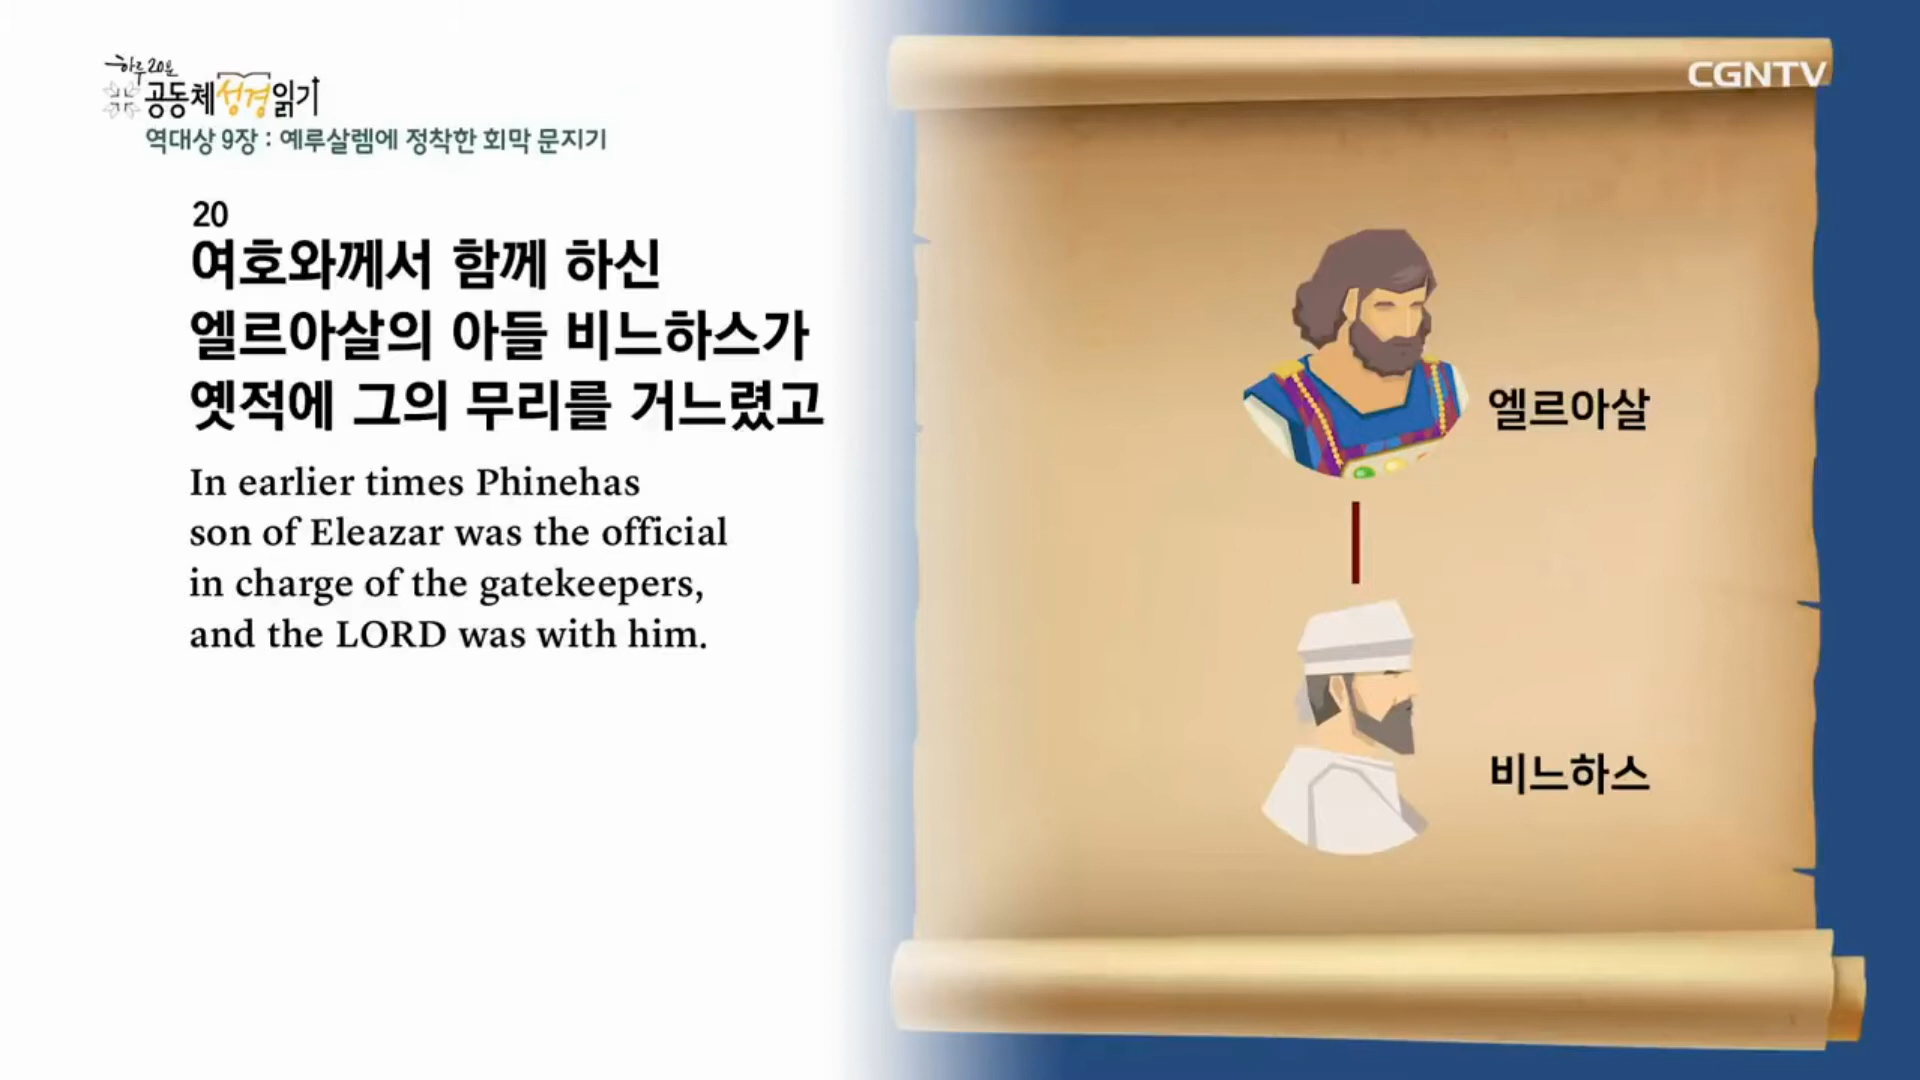 하루 20분
공동체성경읽기
역대상 9장 : 예루살렘에 정착한 회막 문지기
20
여호와께서 함께 하신
엘르아살의 아들 비느하스가
옛적에 그의 무리를 거느렸고
In earlier times Phinehas
son of Eleazar was the official
in charge of the gatekeepers,
and the LORD was with him.
CGNTV
엘르아살
비느하스